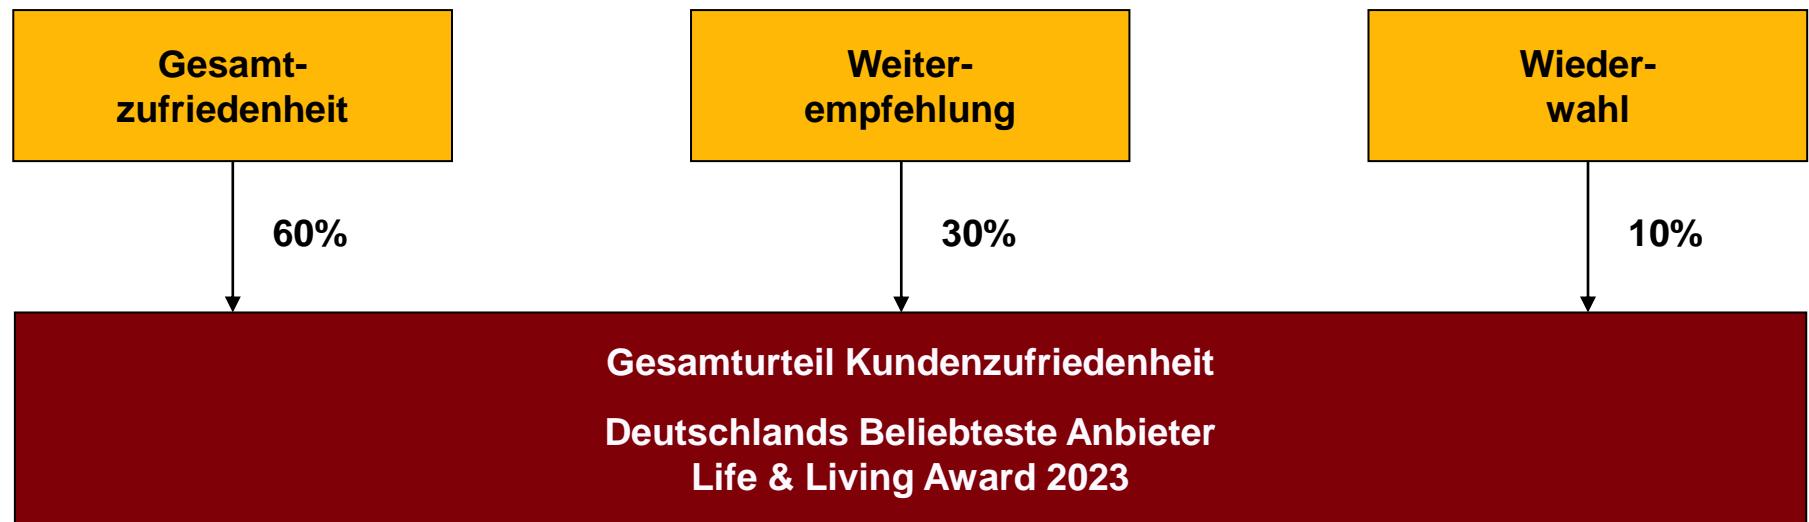 Gesamt-
zufriedenheit
Weiter-
empfehlung
Wieder-
wahl
60%
30%
10%
Gesamturteil Kundenzufriedenheit
Deutschlands Beliebteste Anbieter
Life & Living Award 2023